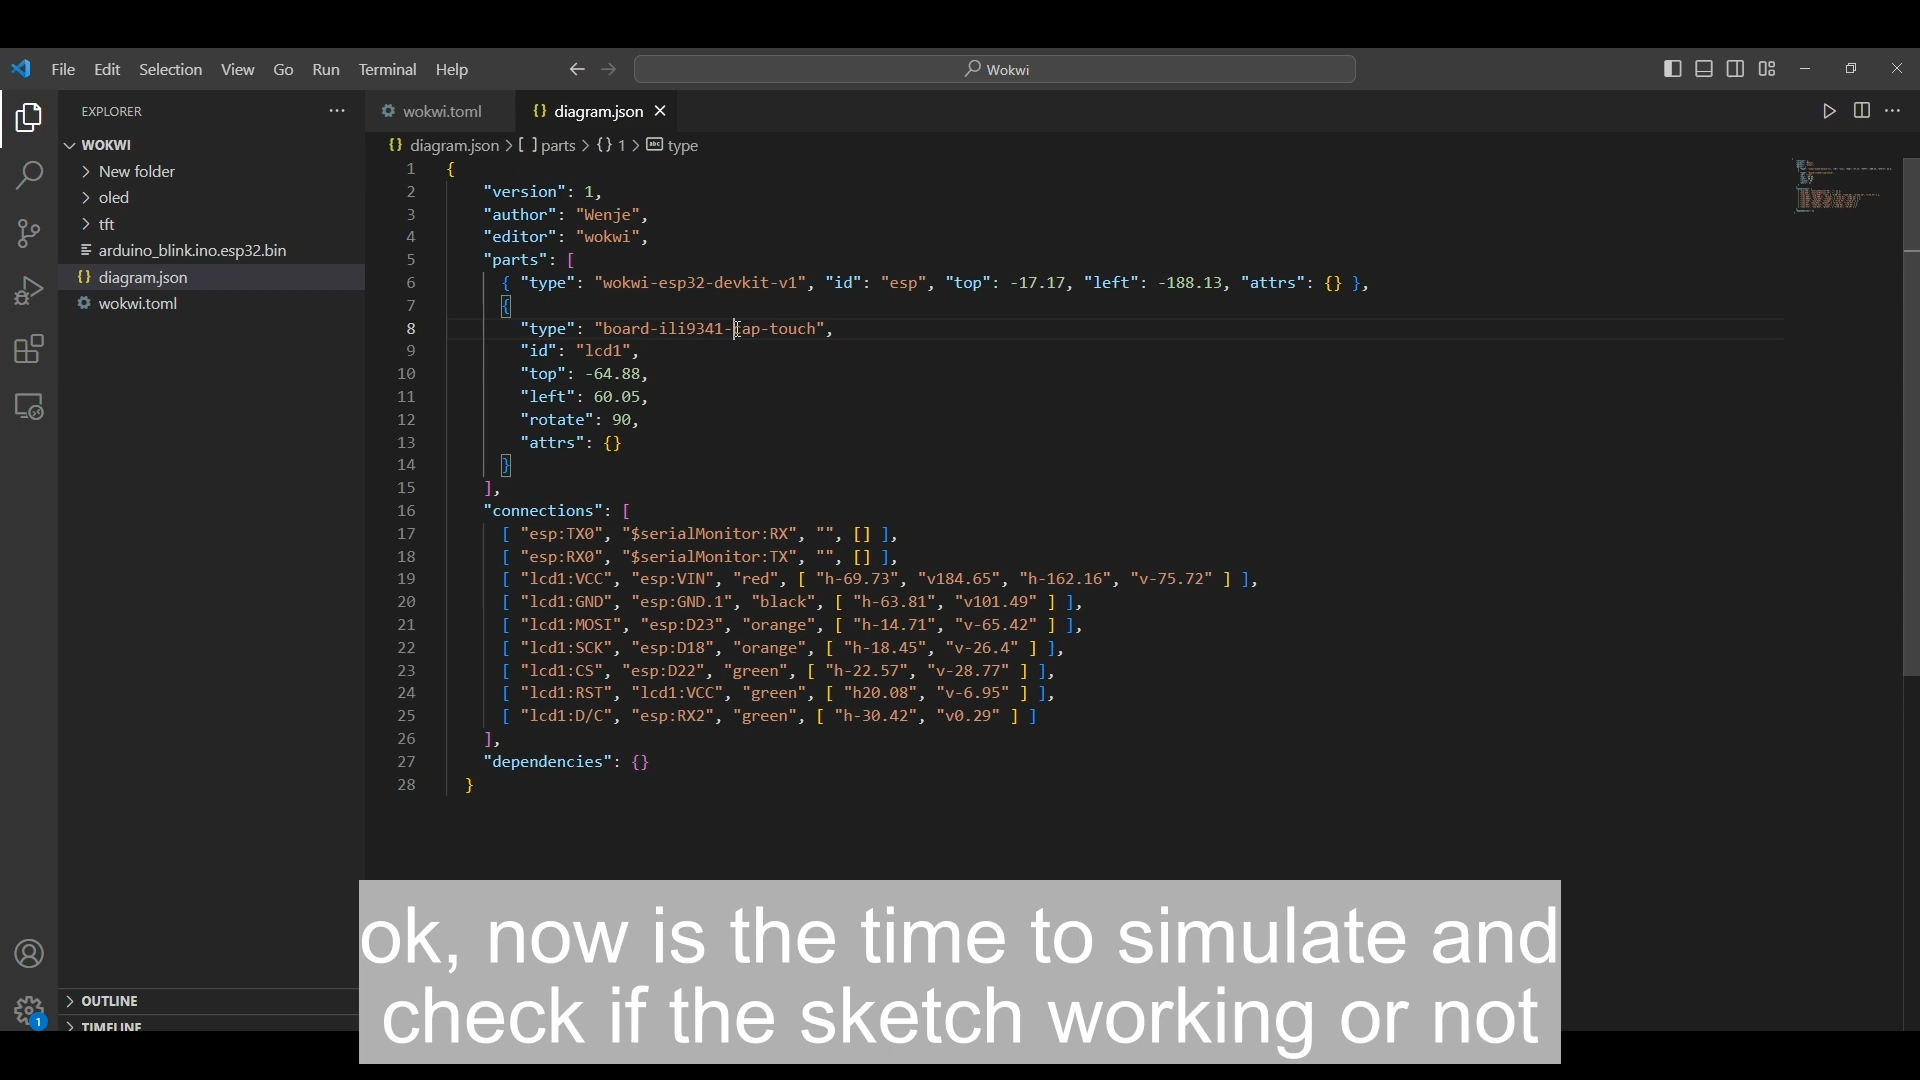 File Edit Selection View Go Run Terminal Help
Wokwi
EXPLORER
WOKWI
New folder
oled
tft
arduino_blink.ino.esp32.bin
diagram.json
wokwi.toml
OUTLINE
TIMELINE
1
wokwi.toml
diagram.json
diagram.json > [ ] parts > {} 1 > abc type
1 {
2 "version": 1,
3 "author": "Wenje",
4 "editor": "wokwi",
5 "parts": [
6 { "type": "wokwi-esp32-devkit-v1", "id": "esp", "top": -17.17, "left": -188.13, "attrs": {} },
7 {
8 "type": "board-ili9341-cap-touch",
9 "id": "lcd1",
10 "top": -64.88,
11 "left": 60.05,
12 "rotate": 90,
13 "attrs": {}
14 }
15 ],
16 "connections": [
17 [ "esp:TX0", "$serialMonitor:RX", "", [] ],
18 [ "esp:RX0", "$serialMonitor:TX", "", [] ],
19 [ "lcd1:VCC", "esp:VIN", "red", [ "h-69.73", "v184.65", "h-162.16", "v-75.72" ] ],
20 [ "lcd1:GND", "esp:GND.1", "black", [ "h-63.81", "v101.49" ] ],
21 [ "lcd1:MOSI", "esp:D23", "orange", [ "h-14.71", "v-65.42" ] ],
22 [ "lcd1:SCK", "esp:D18", "orange", [ "h-18.45", "v-26.4" ] ],
23 [ "lcd1:CS", "esp:D22", "green", [ "h-22.57", "v-28.77" ] ],
24 [ "lcd1:RST", "lcd1:VCC", "green", [ "h20.08", "v-6.95" ] ],
25 [ "lcd1:D/C", "esp:RX2", "green", [ "h-30.42", "v0.29" ] ]
26 ],
27 "dependencies": {}
28 }
ok, now is the time to simulate and
check if the sketch working or not